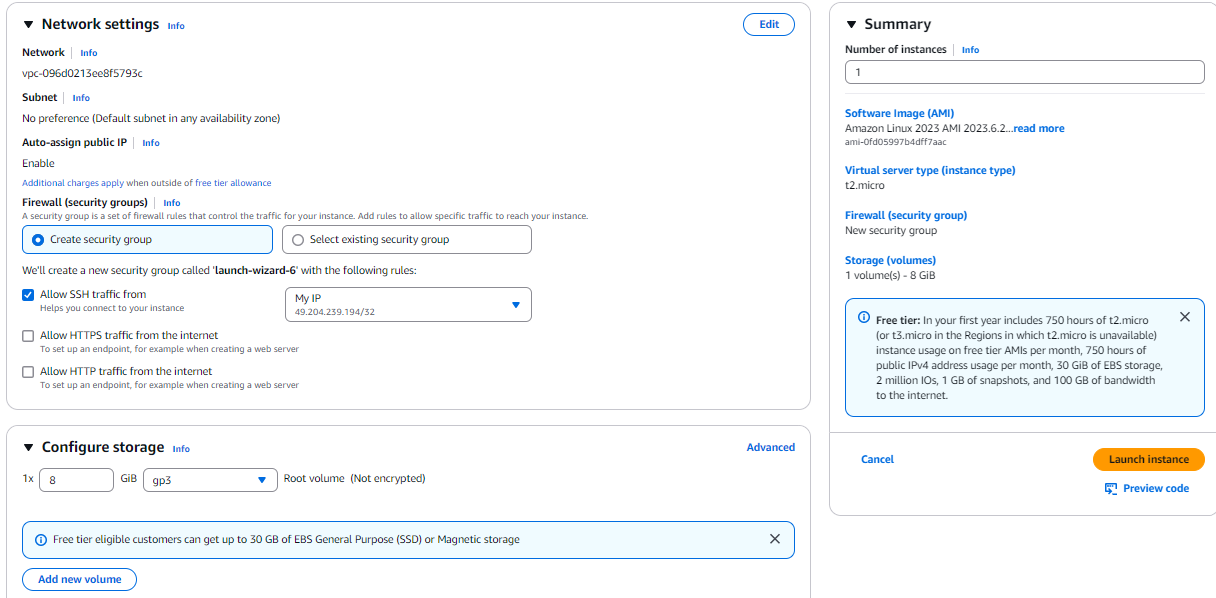 Network settings Info
Edit
Network Info
vpc-096d0213ee8f5793c
Subnet Info
No preference (Default subnet in any availability zone)
Auto-assign public IP Info
Enable
Additional charges apply when outside of free tier allowance
Firewall (security groups) Info
A security group is a set of firewall rules that control the traffic for your instance. Add rules to allow specific traffic to reach your instance.
Create security group
Select existing security group
We'll create a new security group called 'launch-wizard-6' with the following rules:
Allow SSH traffic from
Helps you connect to your instance
My IP
49.204.239.194/32
Allow HTTPS traffic from the internet
To set up an endpoint, for example when creating a web server
Allow HTTP traffic from the internet
To set up an endpoint, for example when creating a web server
Configure storage Info
Advanced
1x 8 GiB gp3 Root volume (Not encrypted)
Free tier eligible customers can get up to 30 GB of EBS General Purpose (SSD) or Magnetic storage
Add new volume
Summary
Number of instances Info
1
Software Image (AMI)
Amazon Linux 2023 AMI 2023.6.2...read more
ami-0fd05997b4dff7aac
Virtual server type (instance type)
t2.micro
Firewall (security group)
New security group
Storage (volumes)
1 volume(s) - 8 GiB
Free tier: In your first year includes 750 hours of t2.micro
(or t3.micro in the Regions in which t2.micro is unavailable)
instance usage on free tier AMIs per month, 750 hours of
public IPv4 address usage per month, 30 GiB of EBS storage,
2 million IOs, 1 GB of snapshots, and 100 GB of bandwidth
to the internet.
Cancel
Launch instance
Preview code